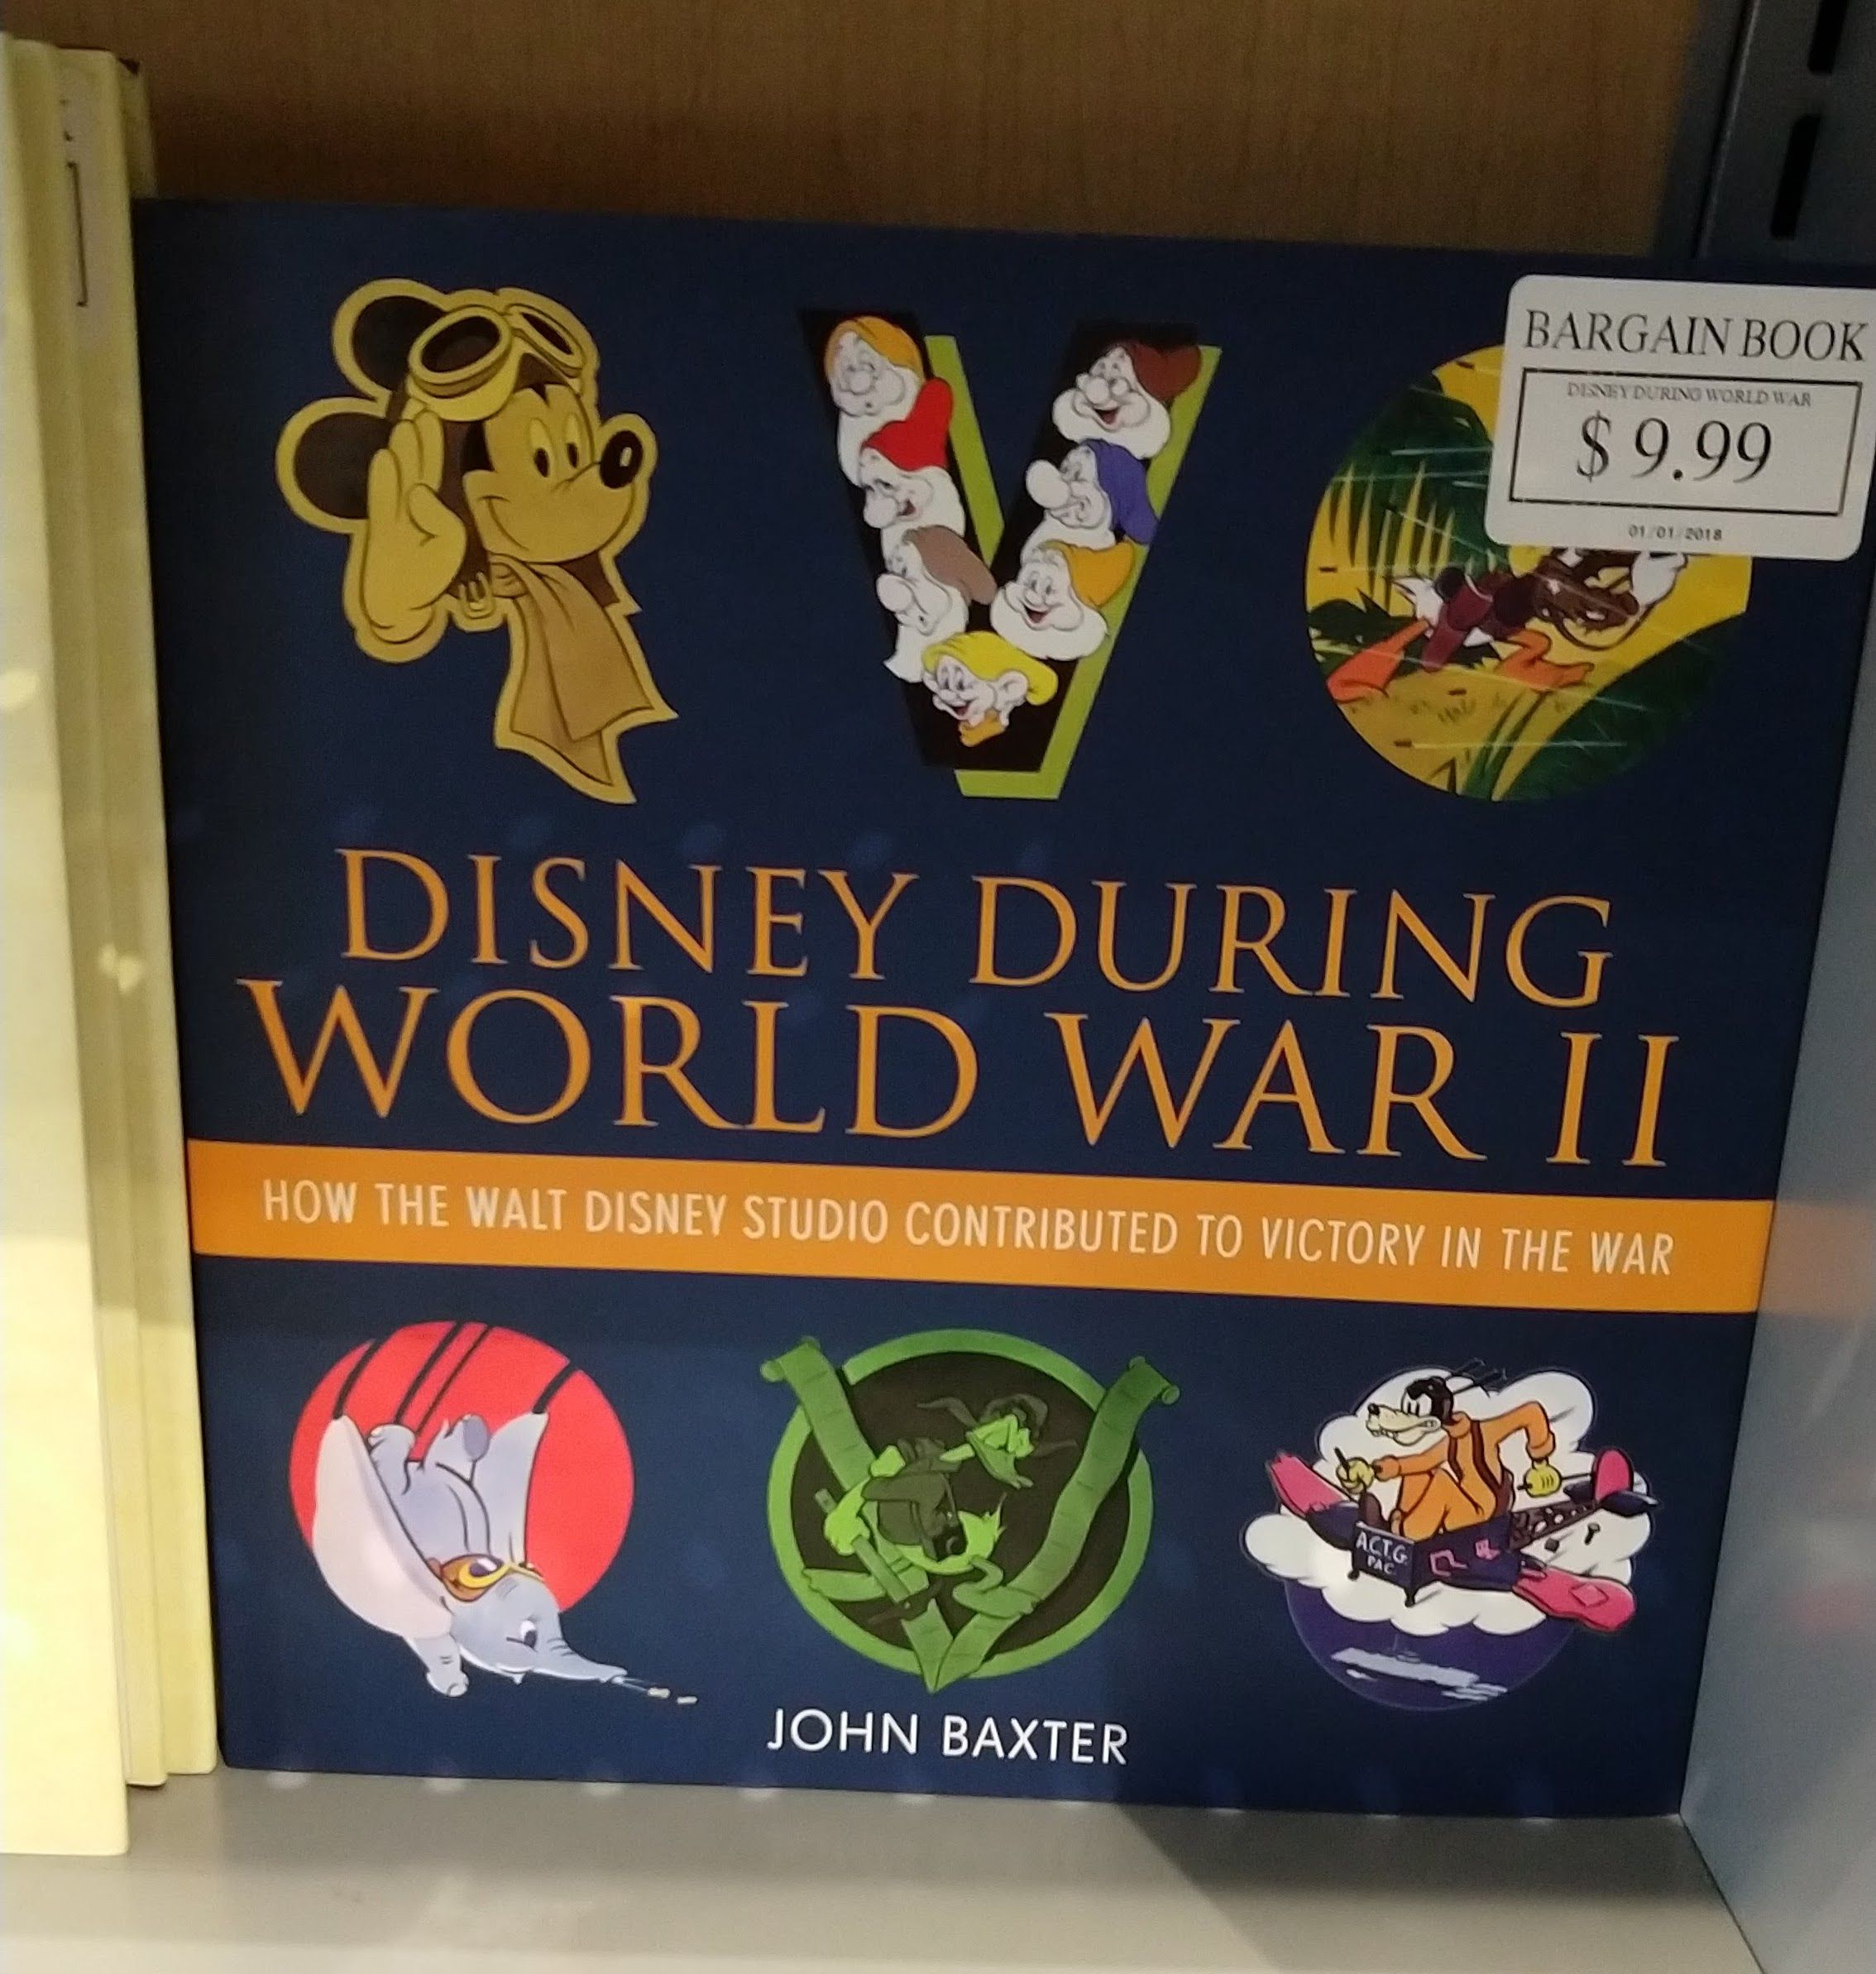 BARGAIN BOOK
DISNEY DURING WORLD WAR
$ 9.99
01/01/2018
DISNEY DURING
WORLD WAR II
HOW THE WALT DISNEY STUDIO CONTRIBUTED TO VICTORY IN THE WAR
A.C.T.G.
PAC.
JOHN BAXTER